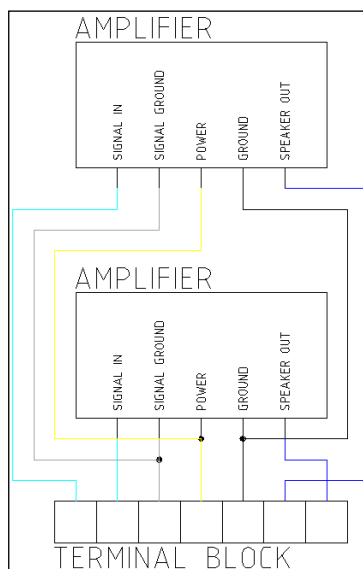 AMPLIFIER
SIGNAL IN
SIGNAL GROUND
POWER
GROUND
SPEAKER OUT
AMPLIFIER
SIGNAL IN
SIGNAL GROUND
POWER
GROUND
SPEAKER OUT
TERMINAL BLOCK